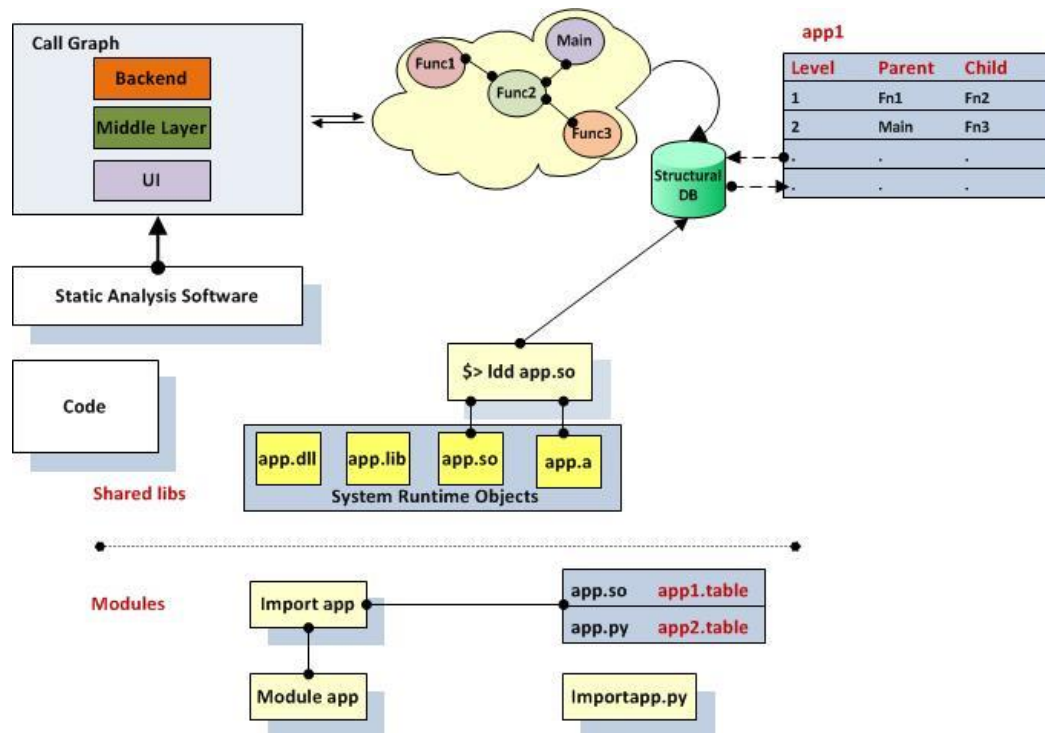 Call Graph
Backend
Middle Layer
UI
Main
Func1
Func2
Func3
app1
Level Parent Child
1 Fn1 Fn2
2 Main Fn3
. . .
. . .
Structural
DB
Static Analysis Software
Code
$> ldd app.so
app.dll app.lib app.so app.a
System Runtime Objects
Shared libs
Modules
Import app
app.so app1.table
app.py app2.table
Module app
Importapp.py